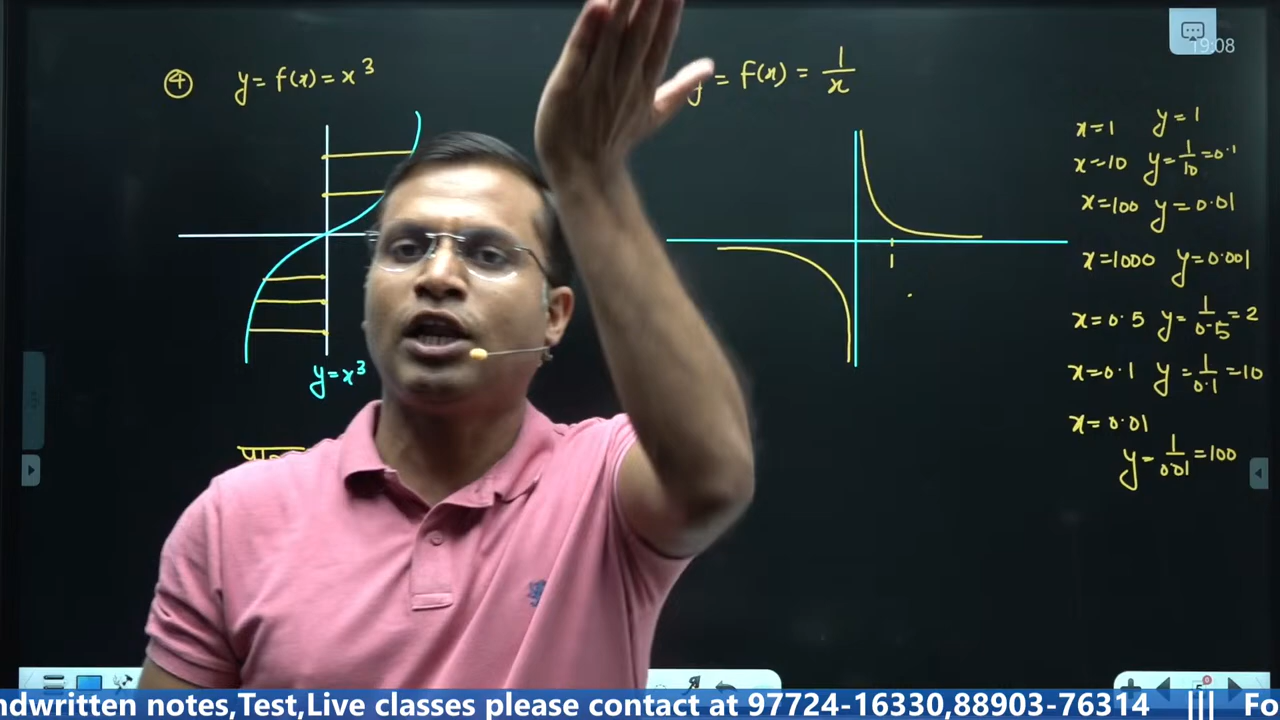 19:08
④ y = f(x) = x³
y = f(x) = 1/x
y = x³
1
x=1 y=1
x=10 y=1/10=0.1
x=100 y=0.01
x=1000 y=0.001
x=0.5 y=1/0.5=2
x=0.1 y=1/0.1=10
x=0.01
y=1/0.01=100
ndwritten notes,Test,Live classes please contact at 97724-16330,88903-76314 ||| Fo